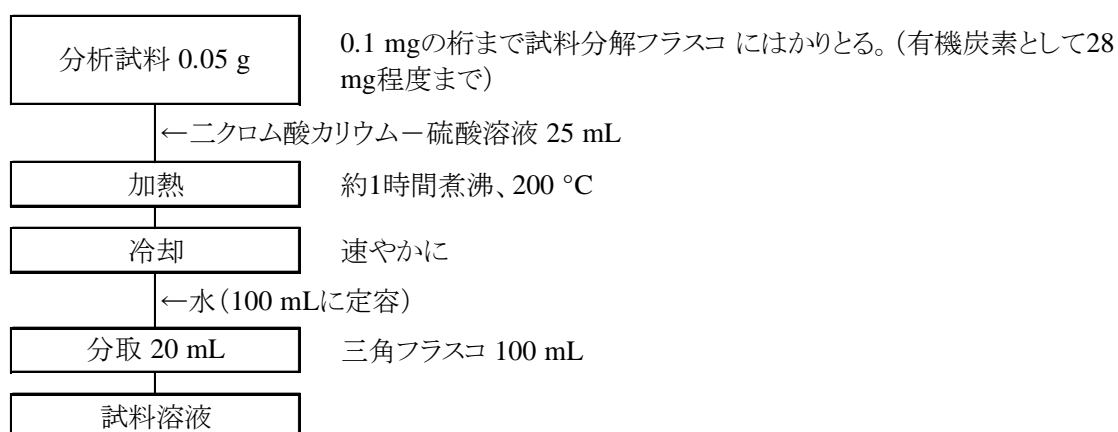 分析試料 0.05 g
0.1 mgの桁まで試料分解フラスコ にはかりとる。（有機炭素として28
mg程度まで）
←二クロム酸カリウム－硫酸溶液 25 mL
加熱
約1時間煮沸、200 °C
冷却
速やかに
←水（100 mLに定容）
分取 20 mL
三角フラスコ 100 mL
試料溶液